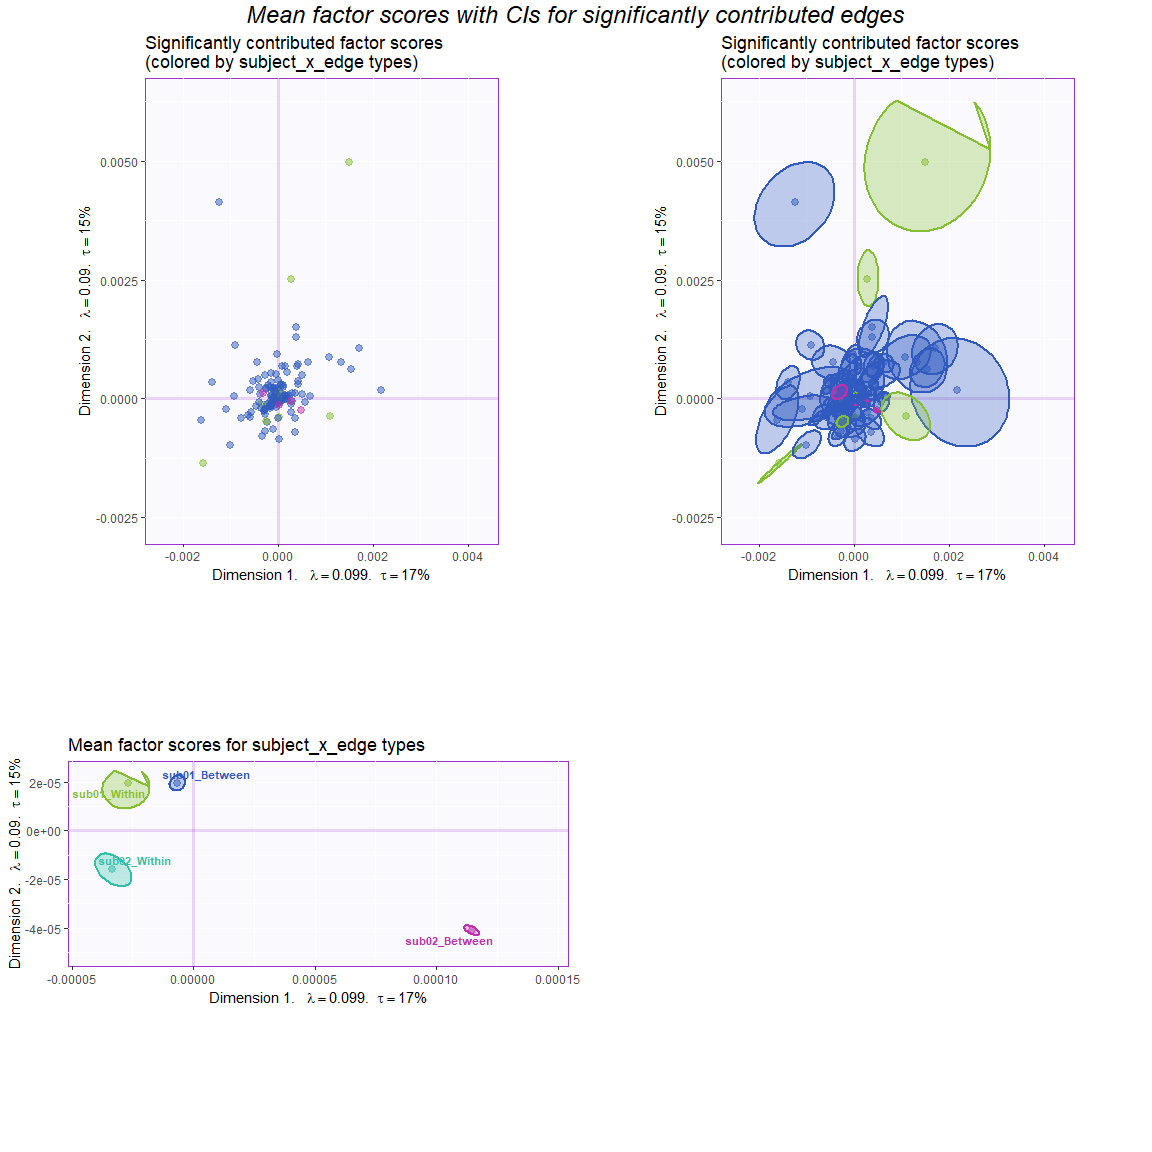 Mean factor scores with CIs for significantly contributed edges
Significantly contributed factor scores
(colored by subject_x_edge types)
0.0050
0.0025
0.0000
-0.0025
Dimension 2.   λ = 0.09.   τ = 15%
-0.002
0.000
0.002
0.004
Dimension 1.   λ = 0.099.   τ = 17%
Significantly contributed factor scores
(colored by subject_x_edge types)
0.0050
0.0025
0.0000
-0.0025
Dimension 2.   λ = 0.09.   τ = 15%
-0.002
0.000
0.002
0.004
Dimension 1.   λ = 0.099.   τ = 17%
Mean factor scores for subject_x_edge types
2e-05
0e+00
-2e-05
-4e-05
Dimension 2.   λ = 0.09.   τ = 15%
sub01_Between
sub01_Within
sub02_Within
sub02_Between
-0.00005
0.00000
0.00005
0.00010
0.00015
Dimension 1.   λ = 0.099.   τ = 17%